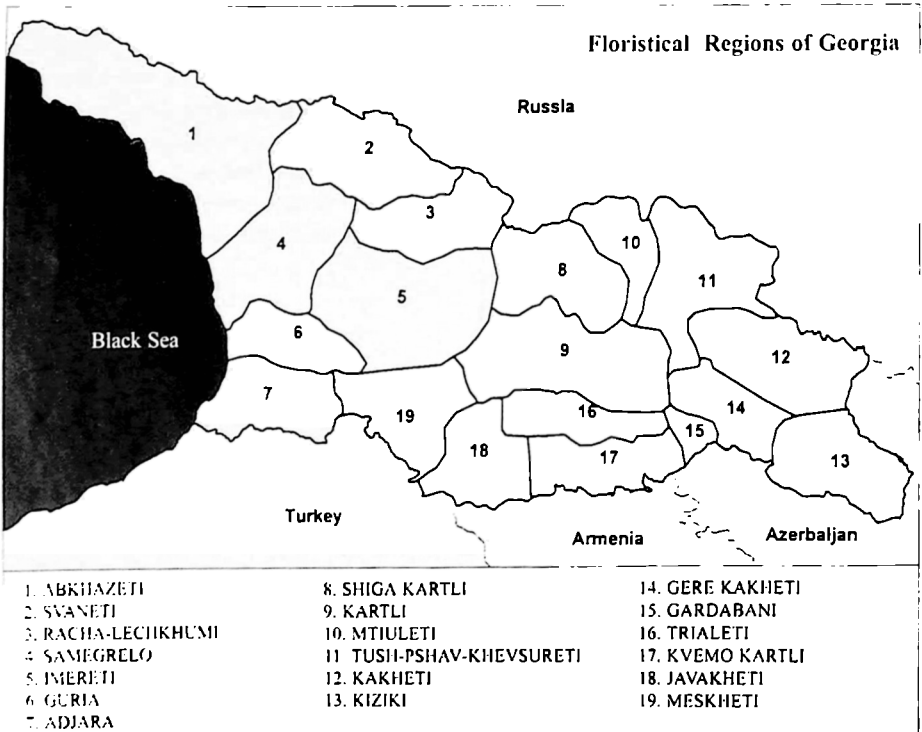 Floristical Regions of Georgia
Russla
1
2
3
10
4
8
11
5
Black Sea
6
9
12
7
14
19
16
15
18
17
13
Turkey
Armenia
Azerbaljan
1. ABKHAZETI
2. SVANETI
3. RACHA-LECHKHUMI
4 SAMEGRELO
5 IMERETI
6 GURIA
7. ADJARA
8. SHIGA KARTLI
9. KARTLI
10. MTIULETI
11 TUSH-PSHAV-KHEVSURETI
12. KAKHETI
13. KIZIKI
14. GERE KAKHETI
15. GARDABANI
16. TRIALETI
17. KVEMO KARTLI
18. JAVAKHETI
19. MESKHETI